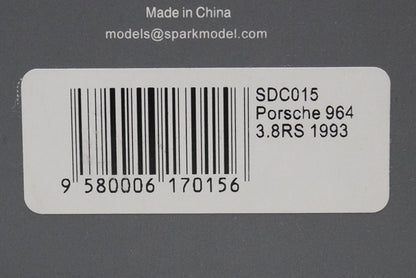 Made in China
models@sparkmodel.com
SDC015
Porsche 964
3.8RS 1993
9 580006 170156